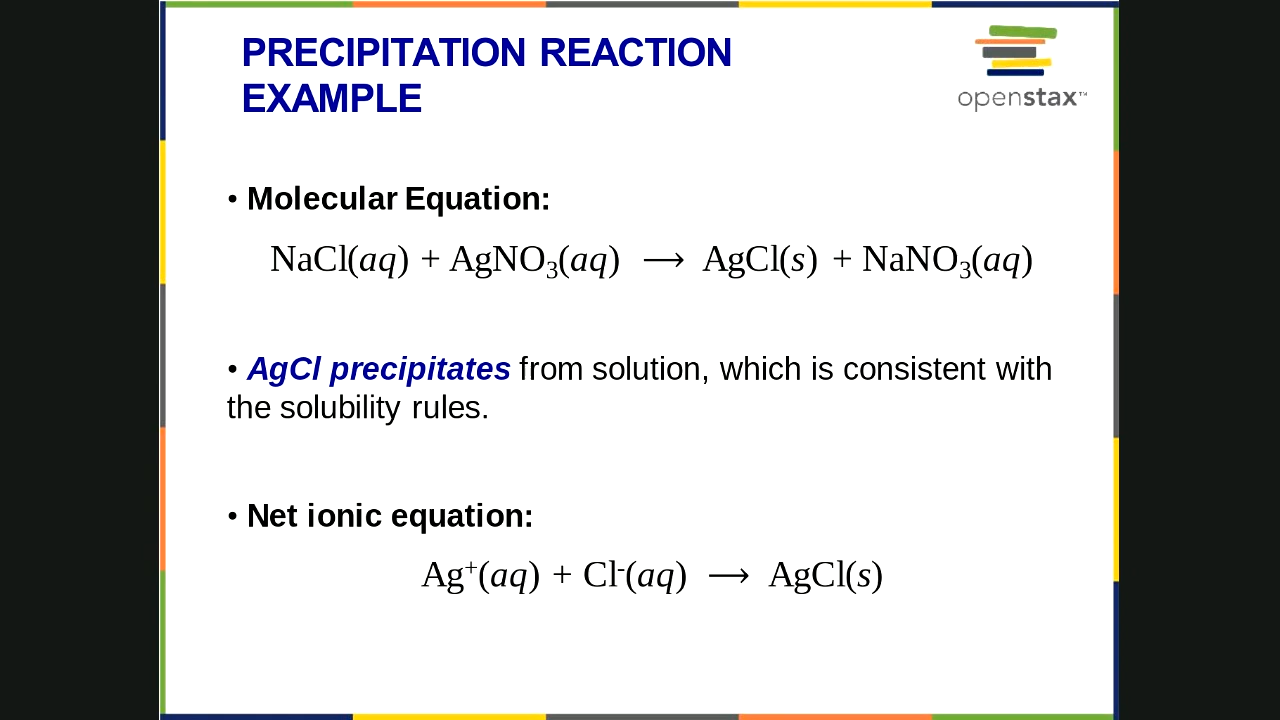 PRECIPITATION REACTION
EXAMPLE
openstax™
• Molecular Equation:
NaCl(aq) + AgNO₃(aq) ⟶ AgCl(s) + NaNO₃(aq)
• AgCl precipitates from solution, which is consistent with
the solubility rules.
• Net ionic equation:
Ag⁺(aq) + Cl⁻(aq) ⟶ AgCl(s)